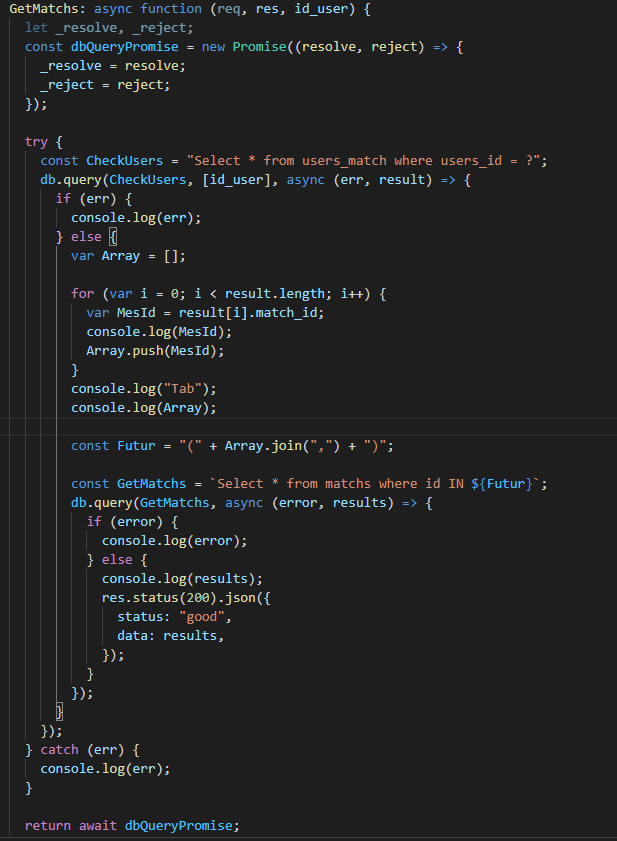 GetMatchs: async function (req, res, id_user) {
let _resolve, _reject;
const dbQueryPromise = new Promise((resolve, reject) => {
_resolve = resolve;
_reject = reject;
});
try {
const CheckUsers = "Select * from users_match where users_id = ?";
db.query(CheckUsers, [id_user], async (err, result) => {
if (err) {
console.log(err);
} else {
var Array = [];
for (var i = 0; i < result.length; i++) {
var MesId = result[i].match_id;
console.log(MesId);
Array.push(MesId);
}
console.log("Tab");
console.log(Array);
const Futur = "(" + Array.join(",") + ")";
const GetMatchs = `Select * from matchs where id IN ${Futur}`;
db.query(GetMatchs, async (error, results) => {
if (error) {
console.log(error);
} else {
console.log(results);
res.status(200).json({
status: "good",
data: results,
});
}
});
}
});
} catch (err) {
console.log(err);
}
return await dbQueryPromise;